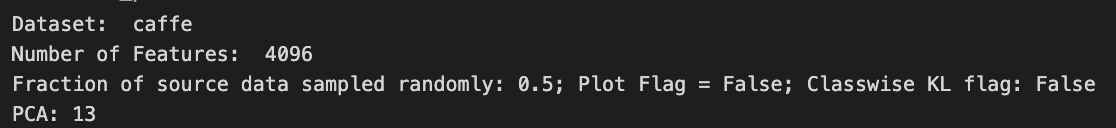 Dataset:  caffe
Number of Features:  4096
Fraction of source data sampled randomly: 0.5; Plot Flag = False; Classwise KL flag: False
PCA: 13